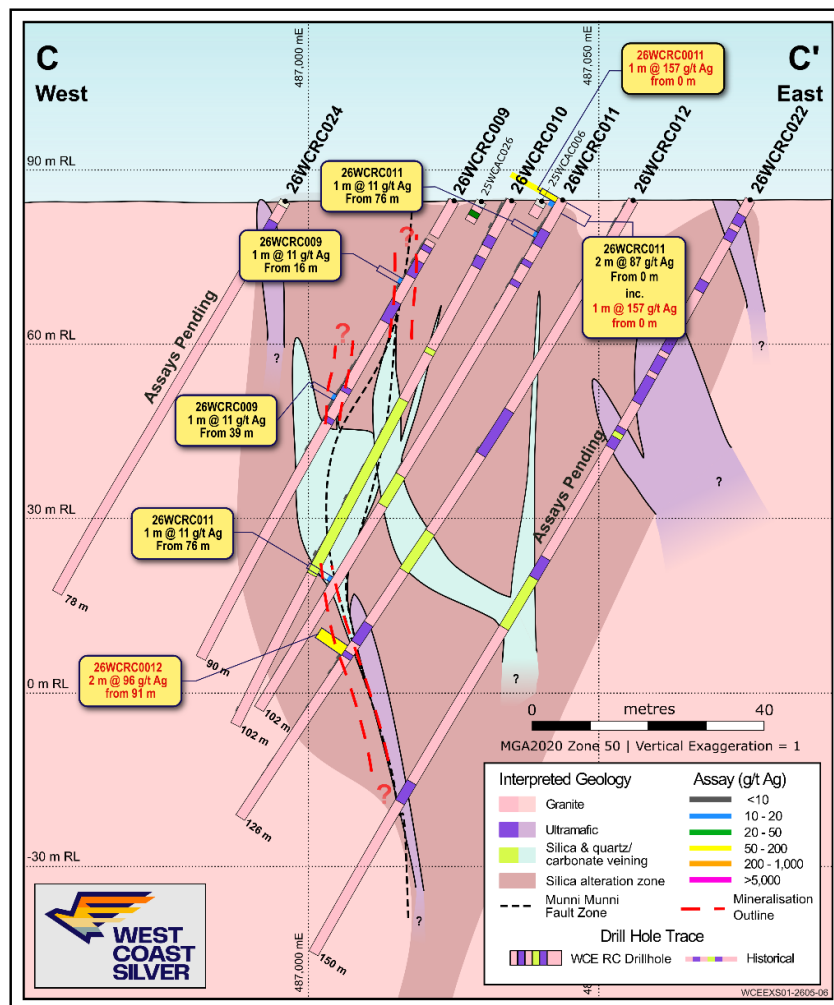 C
West
C'
East
487,000 mE
487,050 mE
26WCRC0011
1 m @ 157 g/t Ag
from 0 m
26WCRC024
26WCRC009
25WCAC026
26WCRC010
25WCAC006
26WCRC011
26WCRC012
26WCRC022
90 m RL
26WCRC011
1 m @ 11 g/t Ag
From 76 m
26WCRC009
1 m @ 11 g/t Ag
From 16 m
26WCRC011
2 m @ 87 g/t Ag
From 0 m
inc.
1 m @ 157 g/t Ag
from 0 m
?
?
Assays Pending
60 m RL
?
?
26WCRC009
1 m @ 11 g/t Ag
From 39 m
Assays Pending
?
30 m RL
26WCRC011
1 m @ 11 g/t Ag
From 76 m
78 m
26WCRC0012
2 m @ 96 g/t Ag
from 91 m
90 m
?
0 m RL
102 m
102 m
metres
0
20
40
MGA2020 Zone 50 | Vertical Exaggeration = 1
?
126 m
-30 m RL
?
150 m
487,000 mE
Interpreted Geology
Granite
Ultramafic
Silica & quartz/
carbonate veining
Silica alteration zone
Munni Munni
Fault Zone
Assay (g/t Ag)
<10
10 - 20
20 - 50
50 - 200
200 - 1,000
>5,000
Mineralisation
Outline
Drill Hole Trace
WCE RC Drillhole
Historical
WEST
COAST
SILVER
WCEEXS01-2605-06